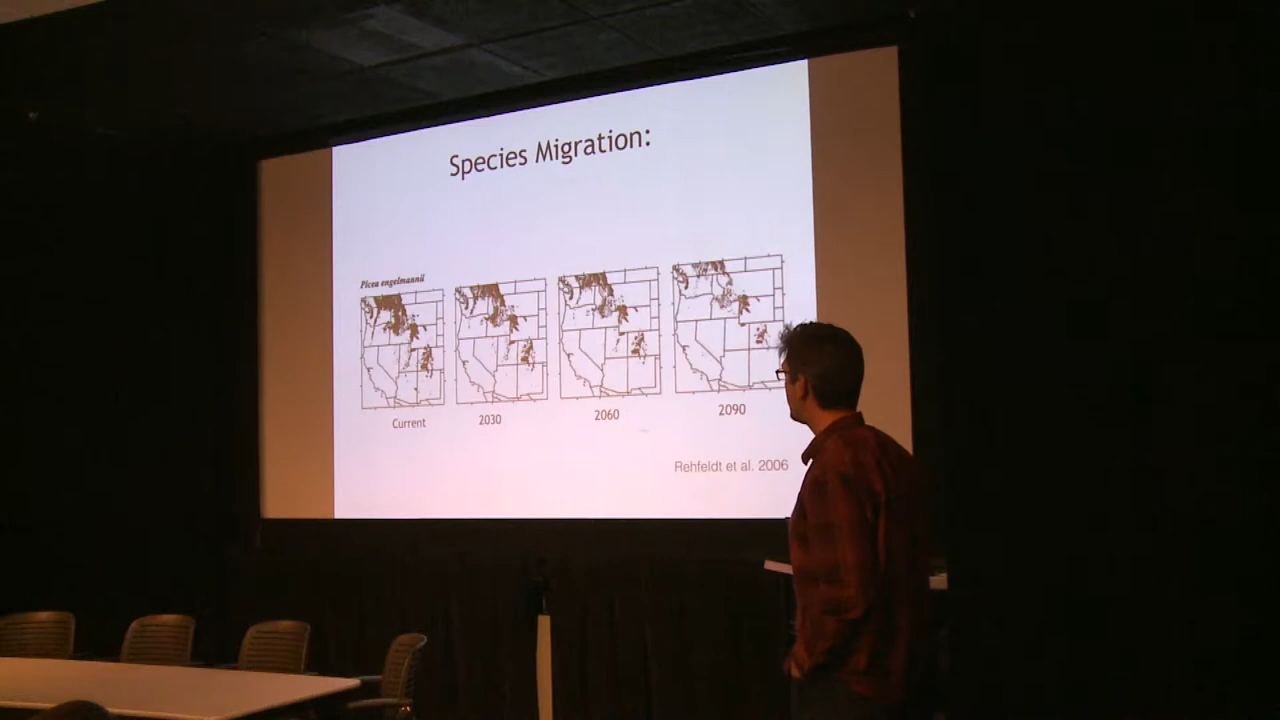 Species Migration:
Picea engelmannii
Current
2030
2060
2090
Rehfeldt et al. 2006